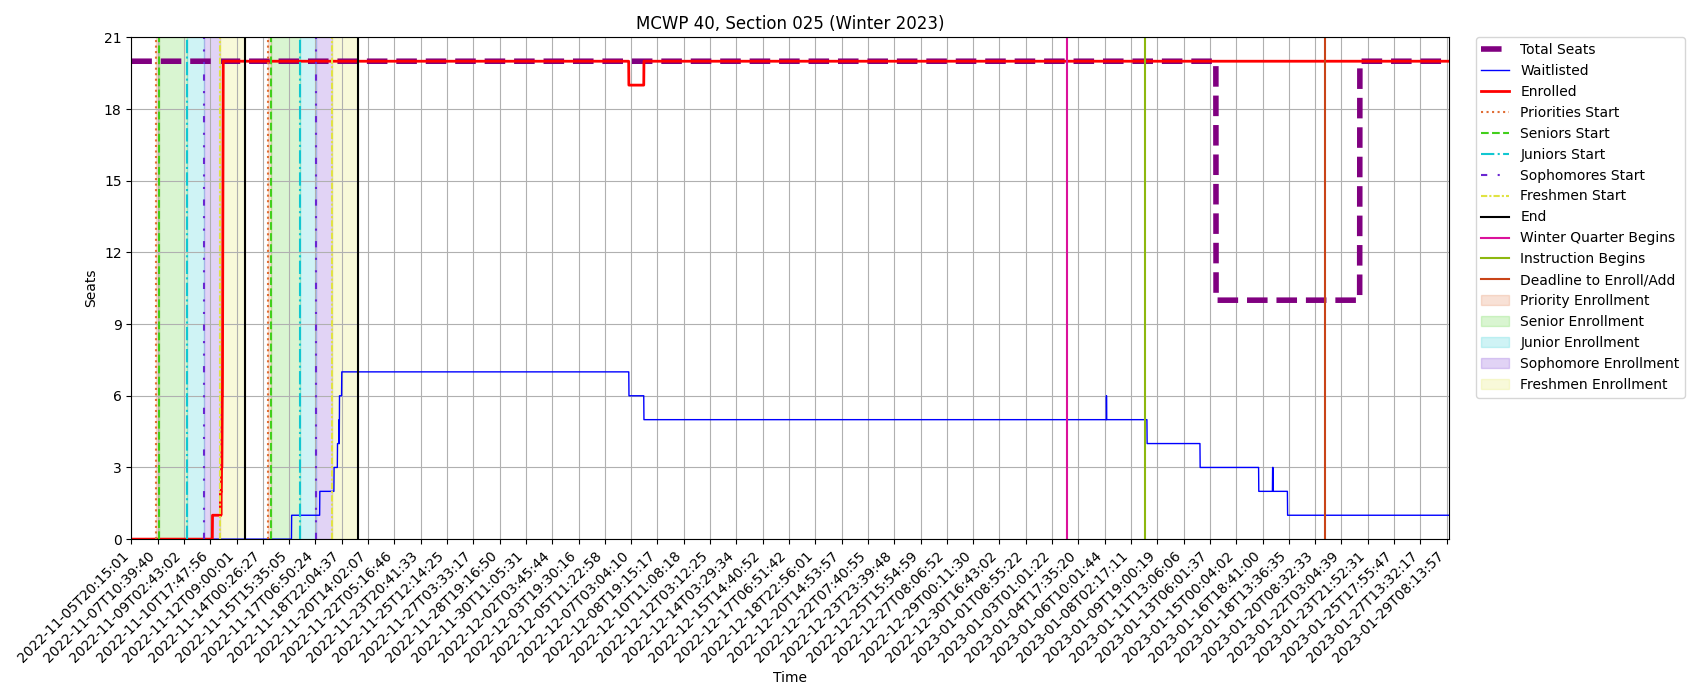 MCWP 40, Section 025 (Winter 2023)
Seats
21
18
15
12
9
6
3
0
2022-11-05T20:15:01
2022-11-07T10:39:40
2022-11-09T02:43:02
2022-11-10T17:47:56
2022-11-12T09:00:01
2022-11-14T00:26:27
2022-11-15T15:35:05
2022-11-17T06:50:24
2022-11-18T22:04:37
2022-11-20T14:02:07
2022-11-22T05:16:46
2022-11-23T20:41:33
2022-11-25T12:14:25
2022-11-27T03:33:17
2022-11-28T19:16:50
2022-11-30T11:05:31
2022-12-02T03:45:44
2022-12-03T19:30:16
2022-12-05T11:22:58
2022-12-07T03:04:10
2022-12-08T19:15:17
2022-12-10T11:08:18
2022-12-12T03:12:25
2022-12-14T03:29:34
2022-12-15T14:40:52
2022-12-17T06:51:42
2022-12-18T22:56:01
2022-12-20T14:53:57
2022-12-22T07:40:55
2022-12-23T23:39:48
2022-12-25T15:54:59
2022-12-27T08:06:52
2022-12-29T00:11:30
2022-12-30T16:43:02
2023-01-01T08:55:22
2023-01-03T01:01:22
2023-01-04T17:35:20
2023-01-06T10:01:44
2023-01-08T02:17:11
2023-01-09T19:00:19
2023-01-11T13:06:06
2023-01-13T06:01:37
2023-01-15T00:04:02
2023-01-16T18:41:00
2023-01-18T13:36:35
2023-01-20T08:32:33
2023-01-22T03:04:39
2023-01-23T21:52:31
2023-01-25T17:55:47
2023-01-27T13:32:17
2023-01-29T08:13:57
Time
Total Seats
Waitlisted
Enrolled
Priorities Start
Seniors Start
Juniors Start
Sophomores Start
Freshmen Start
End
Winter Quarter Begins
Instruction Begins
Deadline to Enroll/Add
Priority Enrollment
Senior Enrollment
Junior Enrollment
Sophomore Enrollment
Freshmen Enrollment